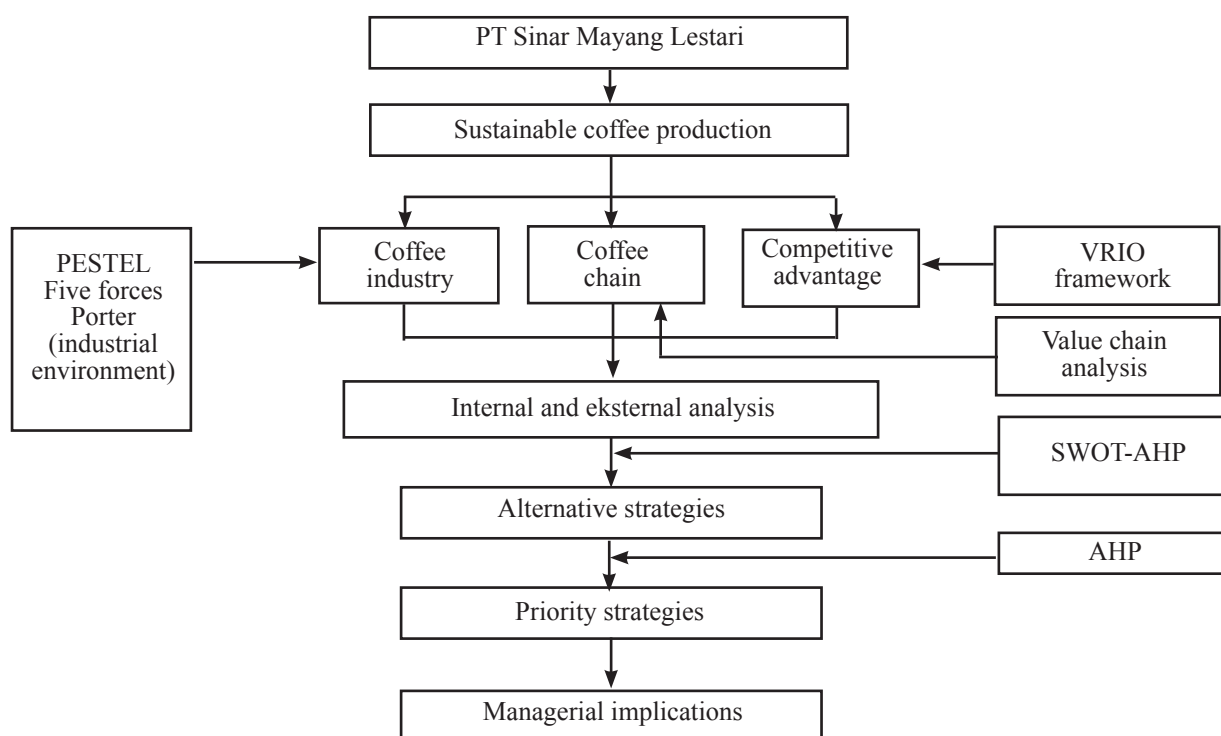 PT Sinar Mayang Lestari
Sustainable coffee production
PESTEL
Five forces
Porter
(industrial
environment)
Coffee
industry
Coffee
chain
Competitive
advantage
VRIO
framework
Value chain
analysis
Internal and eksternal analysis
SWOT-AHP
Alternative strategies
AHP
Priority strategies
Managerial implications